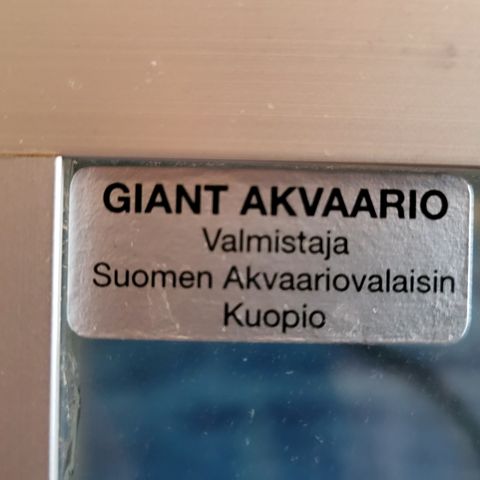 GIANT AKVAARIO
Valmistaja
Suomen Akvaariovalaisin
Kuopio